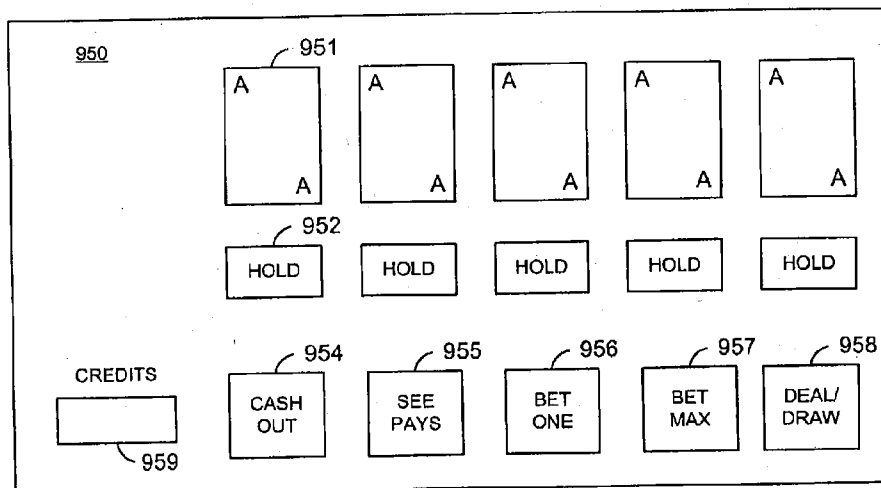 950
951
A A A A A
A A A A A
952
HOLD HOLD HOLD HOLD HOLD
954 955 956 957 958
CREDITS
CASH OUT
SEE PAYS
BET ONE
BET MAX
DEAL/ DRAW
959